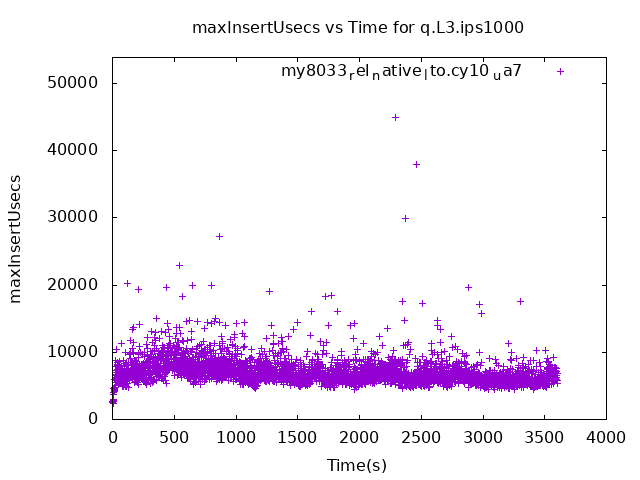 maxInsertUsecs vs Time for q.L3.ips1000
my8033relnativelto.cy10ua7
50000
40000
30000
20000
10000
0
maxInsertUsecs
0 500 1000 1500 2000 2500 3000 3500 4000
Time(s)